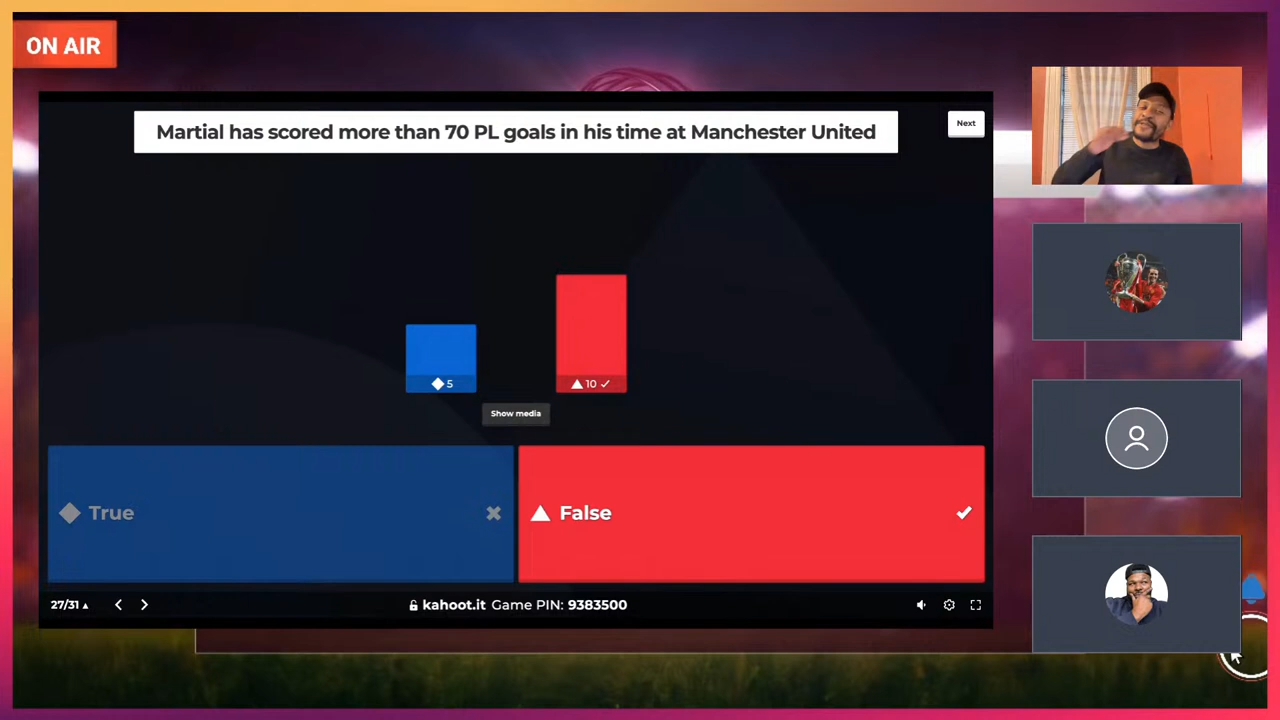 ON AIR
Martial has scored more than 70 PL goals in his time at Manchester United
Next
5
10
Show media
True
False
27/31
kahoot.it Game PIN: 9383500